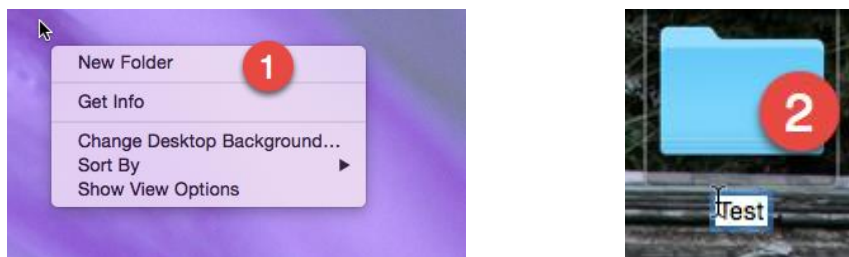 New Folder
1
Get Info
Change Desktop Background...
Sort By
Show View Options
2
Test